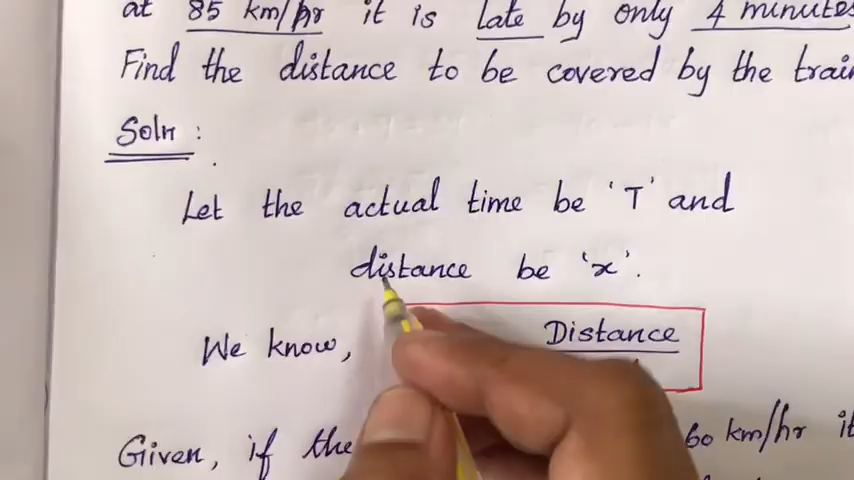 at 85 km/hr it is late by only 4 minutes
Find the distance to be covered by the train
Soln :
Let the actual time be 'T' and
distance be 'x'.
We know, Distance
Given, if the 60 km/hr it